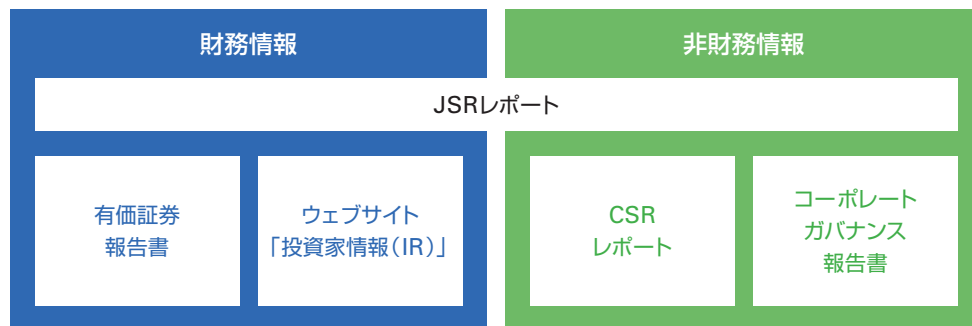 財務情報
非財務情報
JSRレポート
有価証券
報告書
ウェブサイト
「投資家情報（IR）」
CSR
レポート
コーポレート
ガバナンス
報告書